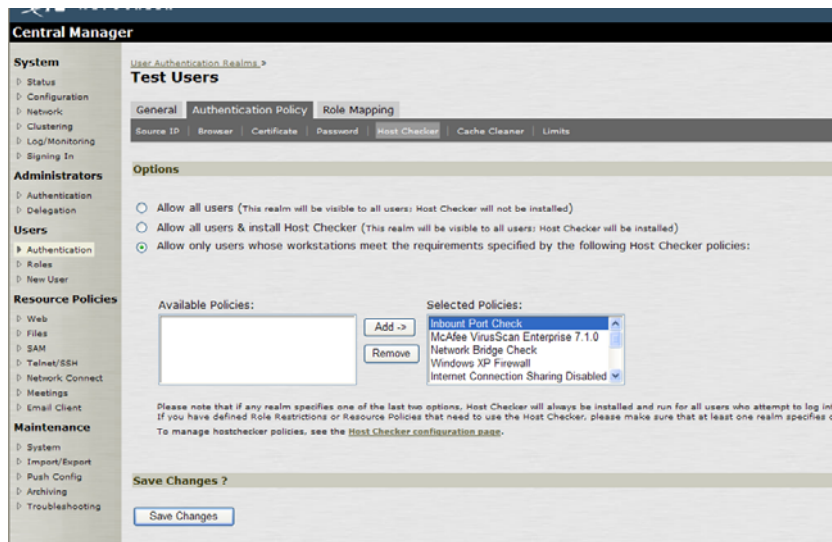 Central Manager
System
Status
Configuration
Network
Clustering
Log/Monitoring
Signing In
Administrators
Authentication
Delegation
Users
Authentication
Roles
New User
Resource Policies
Web
Files
SAM
Telnet/SSH
Network Connect
Meetings
Email Client
Maintenance
System
Import/Export
Push Config
Archiving
Troubleshooting
User Authentication Realms >
Test Users
General Authentication Policy Role Mapping
Source IP | Browser | Certificate | Password | Host Checker | Cache Cleaner | Limits
Options
Allow all users (This realm will be visible to all users; Host Checker will not be installed)
Allow all users & install Host Checker (This realm will be visible to all users; Host Checker will be installed)
Allow only users whose workstations meet the requirements specified by the following Host Checker policies:
Available Policies:
Add ->
Remove
Selected Policies:
Inbount Port Check
McAfee VirusScan Enterprise 7.1.0
Network Bridge Check
Windows XP Firewall
Internet Connection Sharing Disabled
Please note that if any realm specifies one of the last two options, Host Checker will always be installed and run for all users who attempt to log
If you have defined Role Restrictions or Resource Policies that need to use the Host Checker, please make sure that at least one realm specifies
To manage hostchecker policies, see the Host Checker configuration page.
Save Changes ?
Save Changes